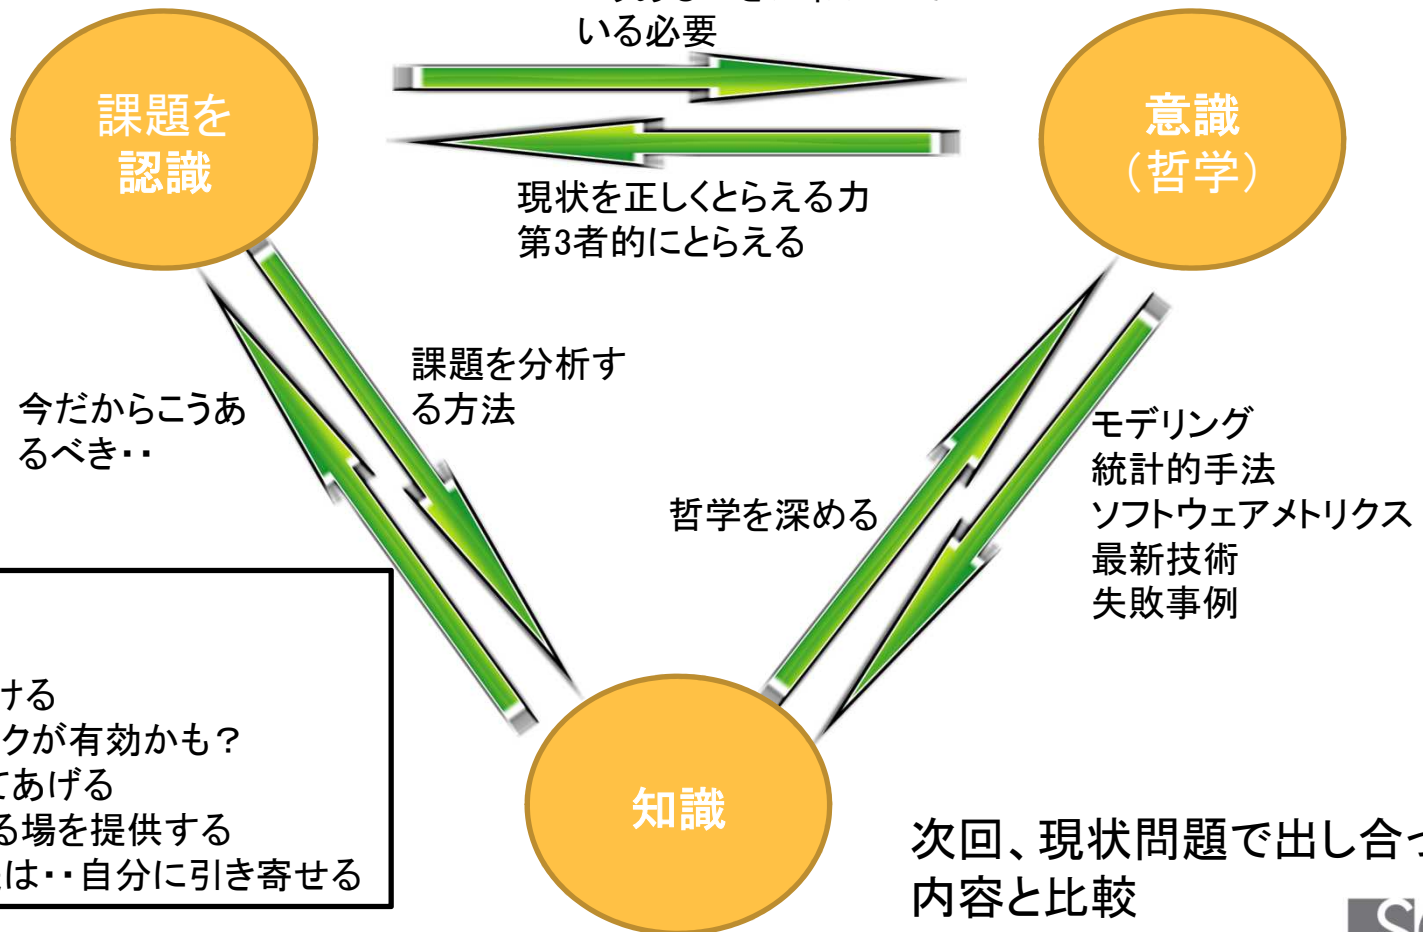 いる必要
課題を
認識
意識
（哲学）
現状を正しくとらえる力
第3者的にとらえる
課題を分析す
る方法
今だからこうあ
るべき・・
モデリング
統計的手法
ソフトウェアメトリクス
最新技術
失敗事例
哲学を深める
ける
クが有効かも？
てあげる
る場を提供する
は・・自分に引き寄せる
知識
次回、現状問題で出し合っ
内容と比較